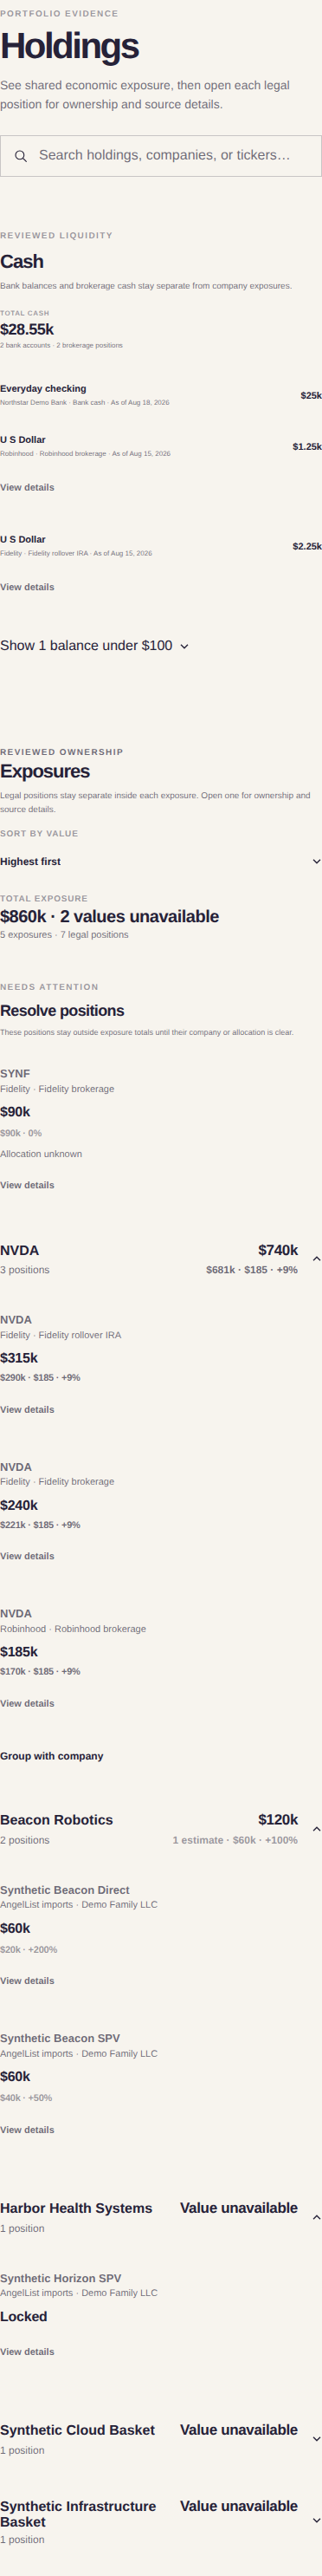 PORTFOLIO EVIDENCE
Holdings
See shared economic exposure, then open each legal
position for ownership and source details.
Search holdings, companies, or tickers…
REVIEWED LIQUIDITY
Cash
Bank balances and brokerage cash stay separate from company exposures.
TOTAL CASH
$28.55k
2 bank accounts · 2 brokerage positions
Everyday checking
$25k
Northstar Demo Bank · Bank cash · As of Aug 18, 2026
U S Dollar
$1.25k
Robinhood · Robinhood brokerage · As of Aug 15, 2026
View details
U S Dollar
$2.25k
Fidelity · Fidelity rollover IRA · As of Aug 15, 2026
View details
Show 1 balance under $100
REVIEWED OWNERSHIP
Exposures
Legal positions stay separate inside each exposure. Open one for ownership and
source details.
SORT BY VALUE
Highest first
TOTAL EXPOSURE
$860k · 2 values unavailable
5 exposures · 7 legal positions
NEEDS ATTENTION
Resolve positions
These positions stay outside exposure totals until their company or allocation is clear.
SYNF
Fidelity · Fidelity brokerage
$90k
$90k · 0%
Allocation unknown
View details
NVDA $740k
3 positions $681k · $185 · +9%
NVDA
Fidelity · Fidelity rollover IRA
$315k
$290k · $185 · +9%
View details
NVDA
Fidelity · Fidelity brokerage
$240k
$221k · $185 · +9%
View details
NVDA
Robinhood · Robinhood brokerage
$185k
$170k · $185 · +9%
View details
Group with company
Beacon Robotics $120k
2 positions 1 estimate · $60k · +100%
Synthetic Beacon Direct
AngelList imports · Demo Family LLC
$60k
$20k · +200%
View details
Synthetic Beacon SPV
AngelList imports · Demo Family LLC
$60k
$40k · +50%
View details
Harbor Health Systems Value unavailable
1 position
Synthetic Horizon SPV
AngelList imports · Demo Family LLC
Locked
View details
Synthetic Cloud Basket Value unavailable
1 position
Synthetic Infrastructure Value unavailable
Basket
1 position